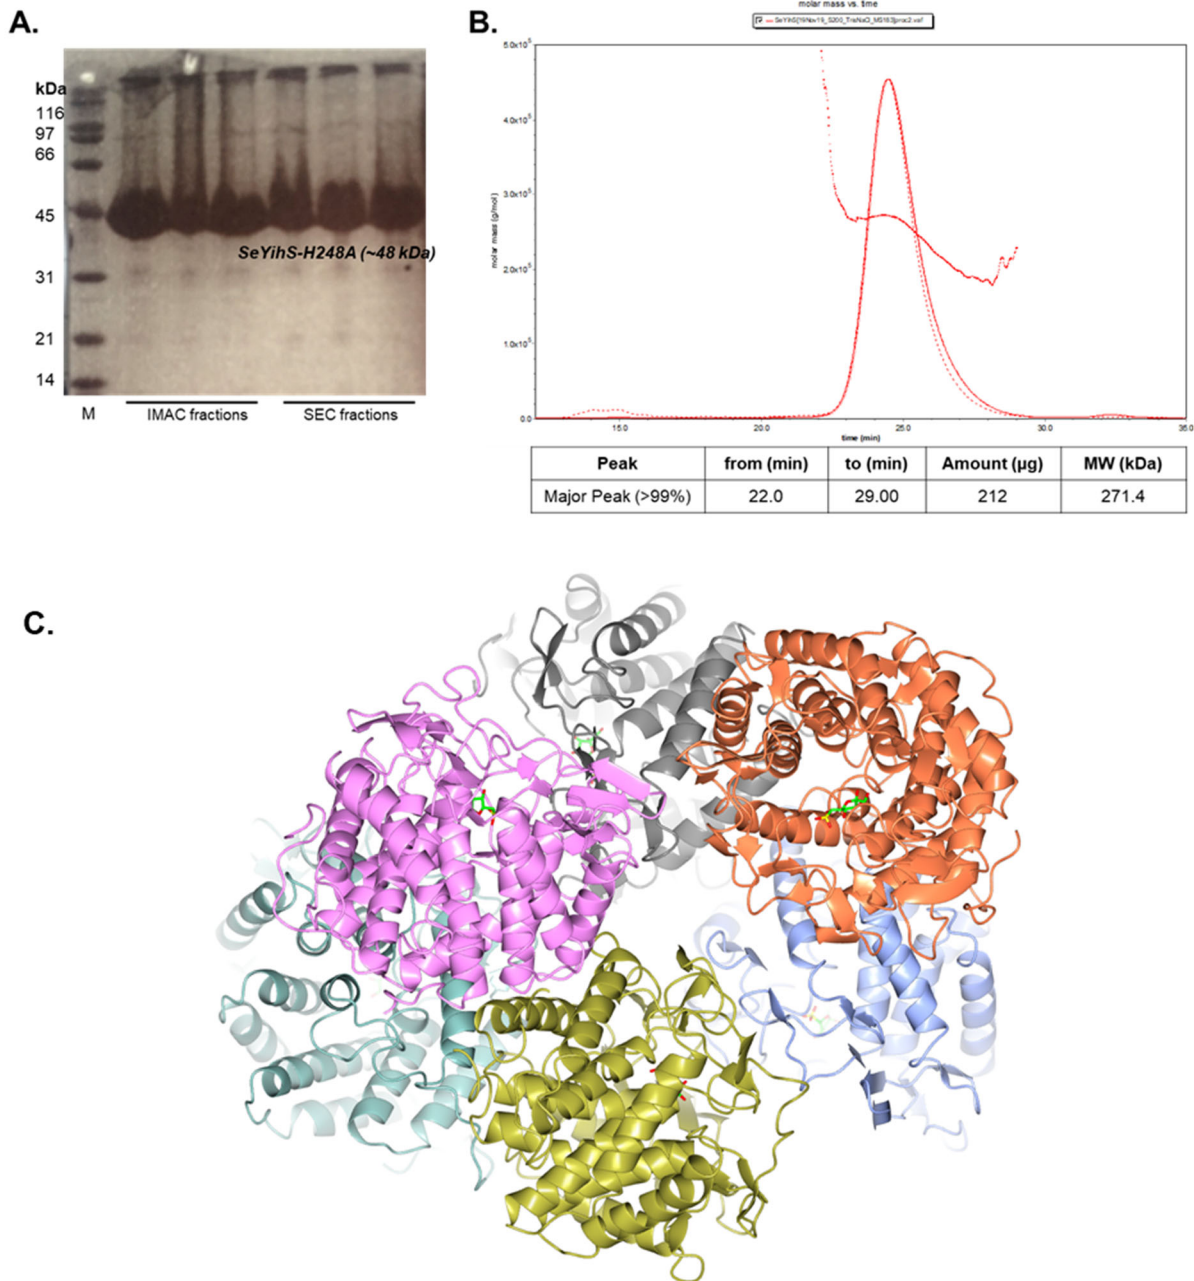 A.
kDa
116
97
66
45
31
21
14
SeYihS-H248A (~48 kDa)
M
IMAC fractions
SEC fractions
B.
molar mass vs. time
molar mass (g/mol)
5.0x10⁵
4.0x10⁵
3.0x10⁵
2.0x10⁵
1.0x10⁵
0.0
15.0 20.0 25.0 30.0 35.0
time (min)
Peak from (min) to (min) Amount (µg) MW (kDa)
Major Peak (>99%) 22.0 29.00 212 271.4
C.